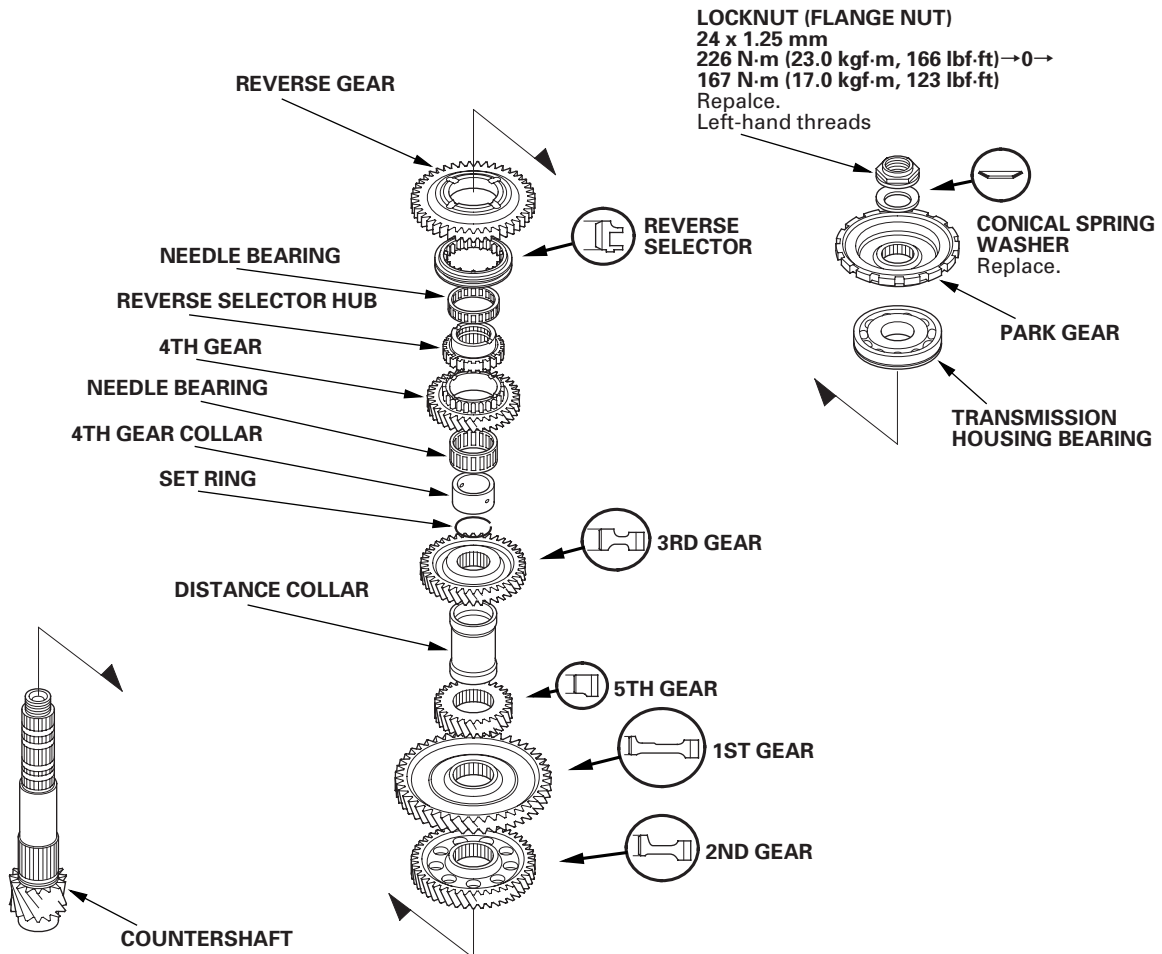 LOCKNUT (FLANGE NUT)
24 x 1.25 mm
226 N·m (23.0 kgf·m, 166 lbf·ft)→0→
167 N·m (17.0 kgf·m, 123 lbf·ft)
Repalce.
Left-hand threads
REVERSE GEAR
REVERSE
SELECTOR
CONICAL SPRING
WASHER
Replace.
NEEDLE BEARING
REVERSE SELECTOR HUB
PARK GEAR
4TH GEAR
NEEDLE BEARING
TRANSMISSION
HOUSING BEARING
4TH GEAR COLLAR
SET RING
3RD GEAR
DISTANCE COLLAR
5TH GEAR
1ST GEAR
2ND GEAR
COUNTERSHAFT